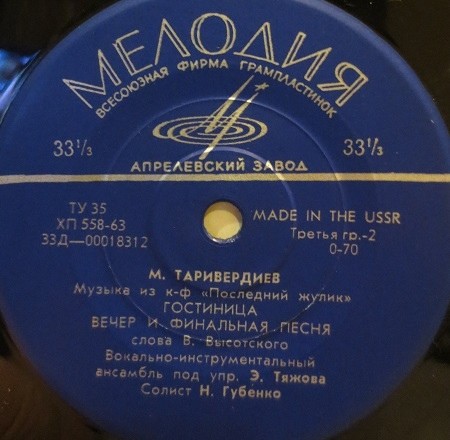 МЕЛОДИЯ
ВСЕСОЮЗНАЯ ФИРМА ГРАМПЛАСТИНОК
33⅓ 33⅓
АПРЕЛЕВСКИЙ ЗАВОД
ТУ 35
ХП 558-63
33Д—00018312
MADE IN THE USSR
Третья гр.-2
0-70
М. ТАРИВЕРДИЕВ
Музыка из к-ф «Последний жулик»
ГОСТИНИЦА
ВЕЧЕР И ФИНАЛЬНАЯ ПЕСНЯ
слова В. Высотского
Вокально-инструментальный
ансамбль под упр. Э. Тяжова
Солист Н. Губенко